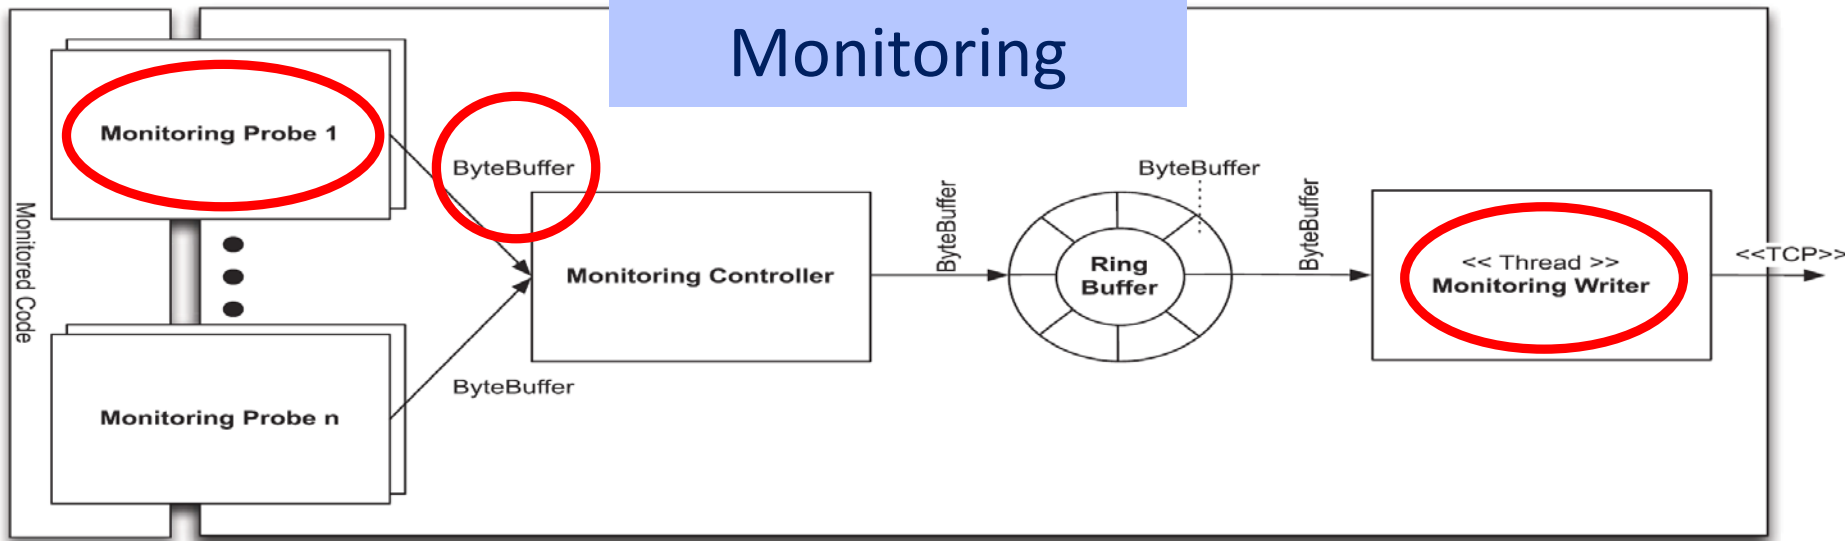 Monitoring
Monitored Code
Monitoring Probe 1
ByteBuffer
Monitoring Probe n
ByteBuffer
Monitoring Controller
ByteBuffer
ByteBuffer
Ring
Buffer
ByteBuffer
<< Thread >>
Monitoring Writer
<<TCP>>